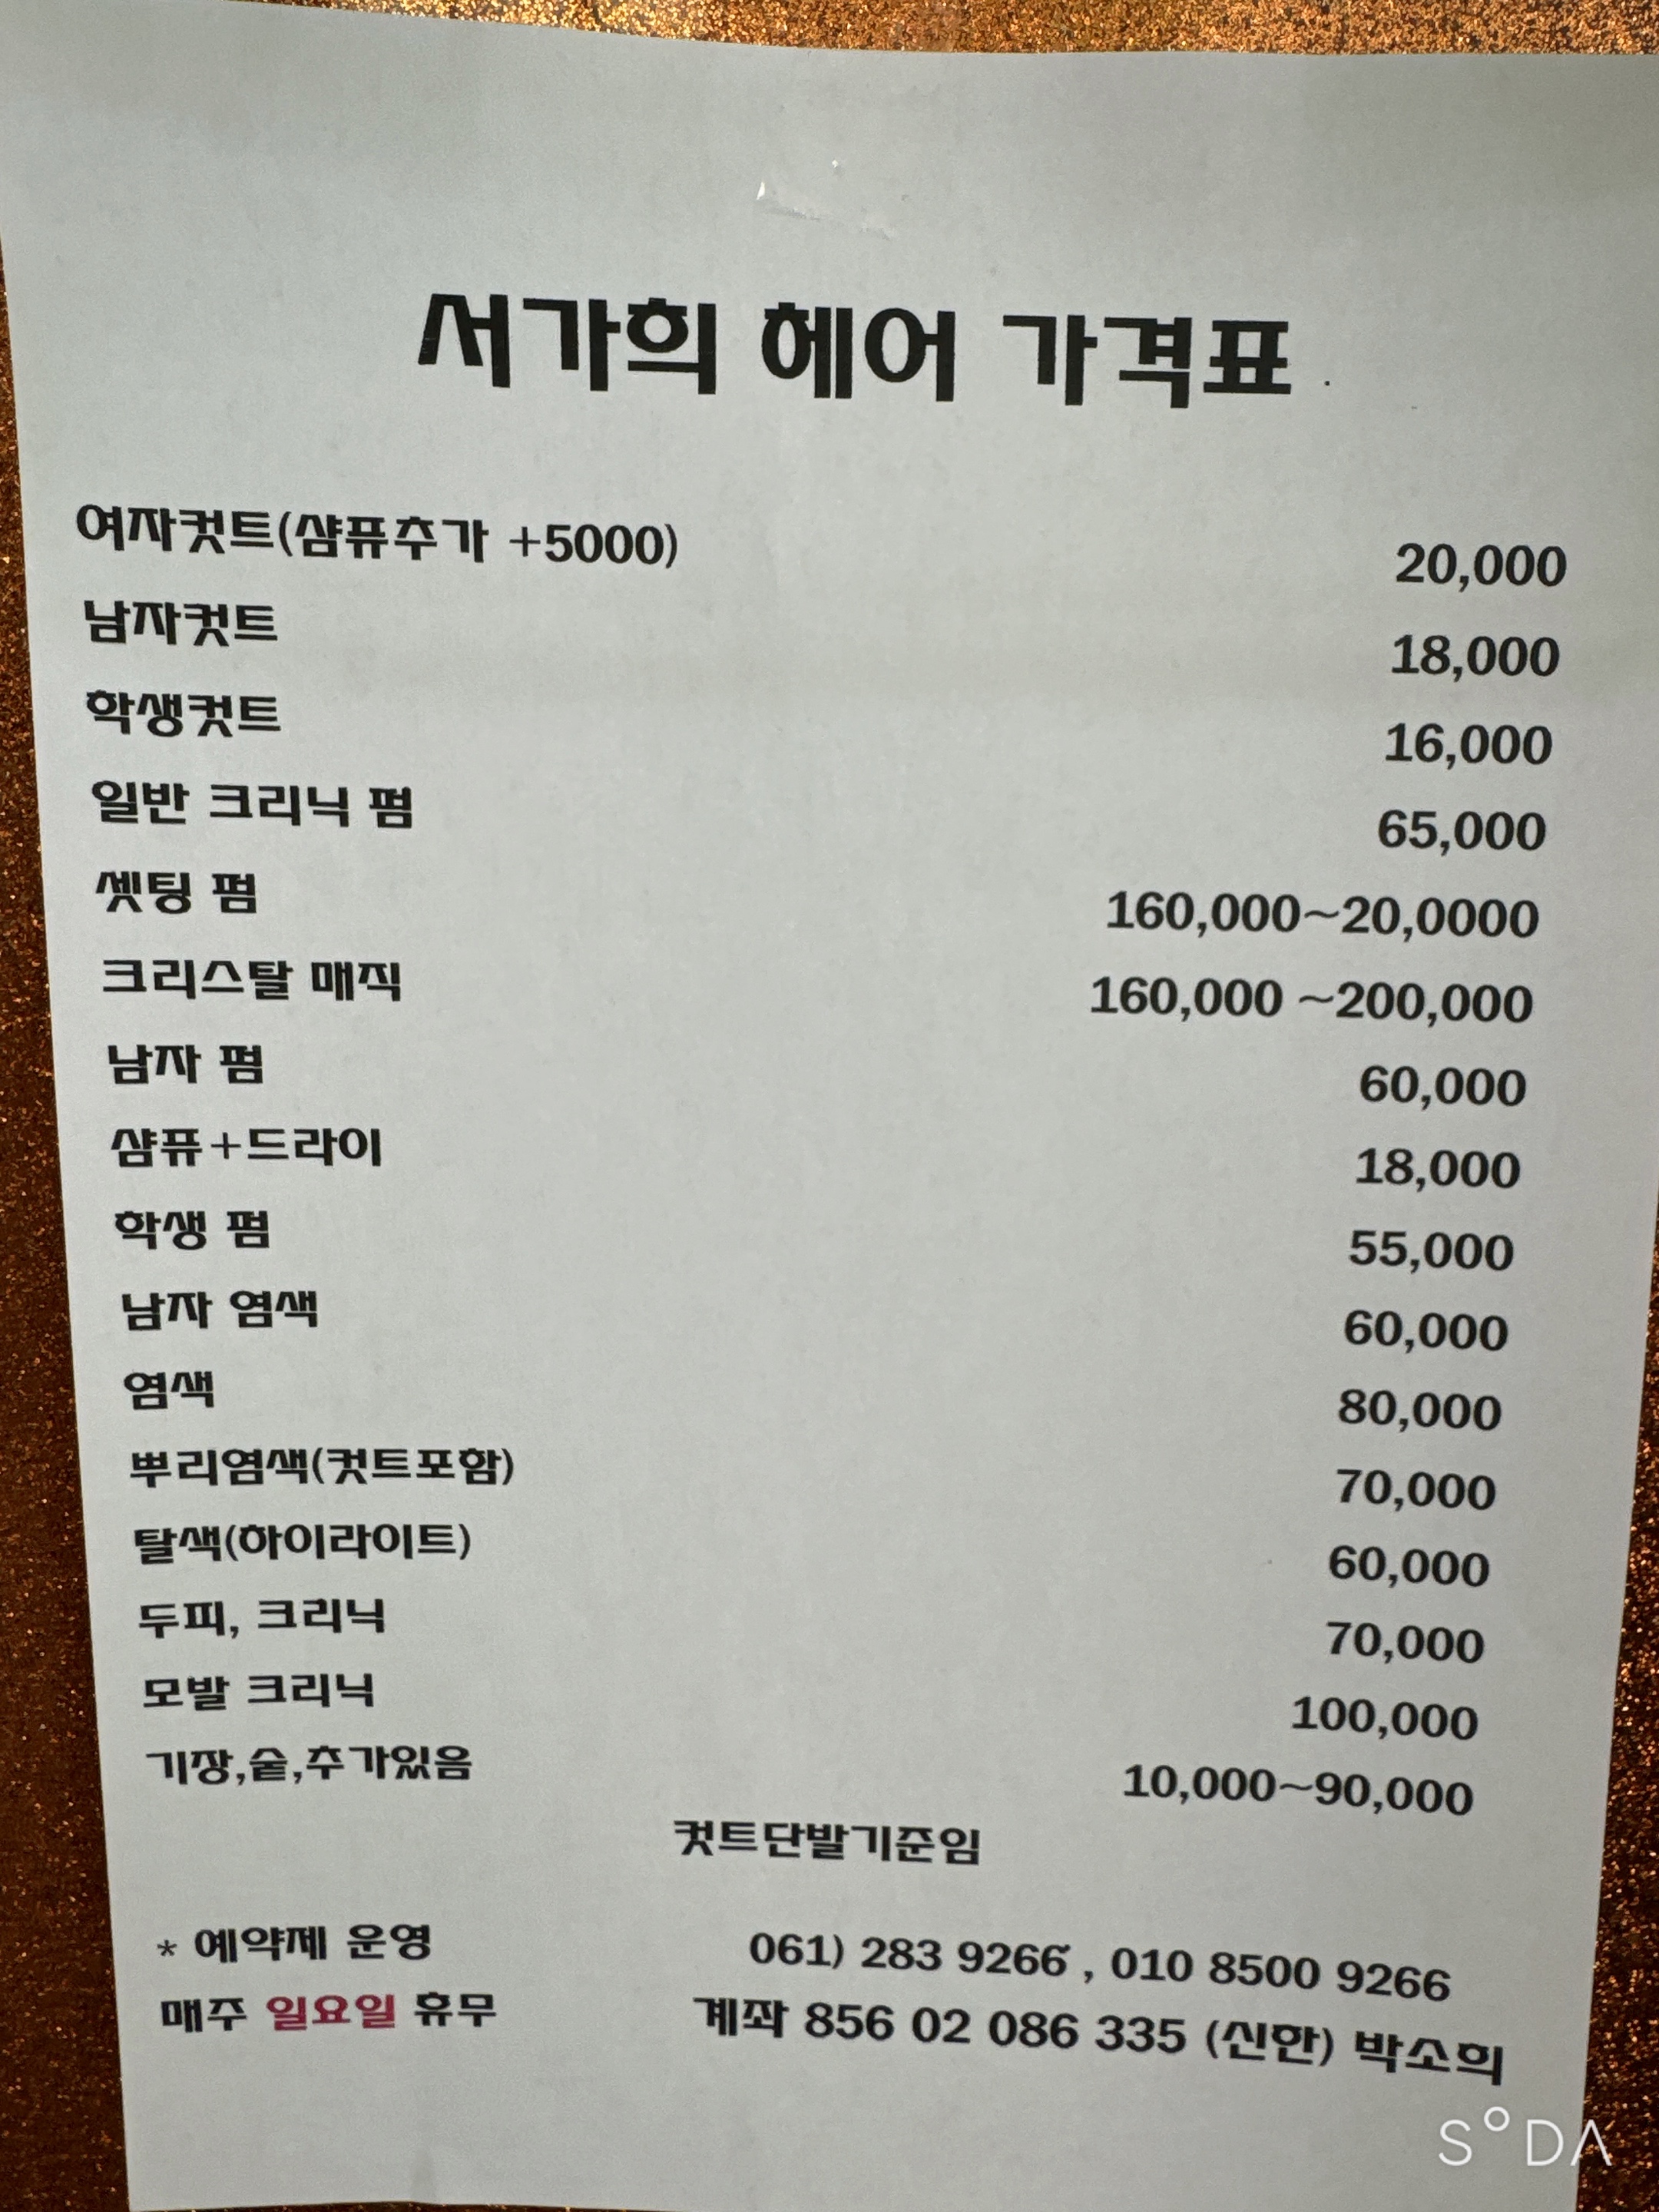 서가희 헤어 가격표
여자컷트(샴퓨추가 +5000) 20,000
남자컷트 18,000
학생컷트 16,000
일반 크리닉 펌 65,000
셋팅 펌 160,000~20,0000
크리스탈 매직 160,000 ~200,000
남자 펌 60,000
샴퓨+드라이 18,000
학생 펌 55,000
남자 염색 60,000
염색 80,000
뿌리염색(컷트포함) 70,000
탈색(하이라이트) 60,000
두피, 크리닉 70,000
모발 크리닉 100,000
기장,숱,추가있음 10,000~90,000
컷트단발기준임
* 예약제 운영 061) 283 9266 , 010 8500 9266
매주 일요일 휴무 계좌 856 02 086 335 (신한) 박소희
SODA